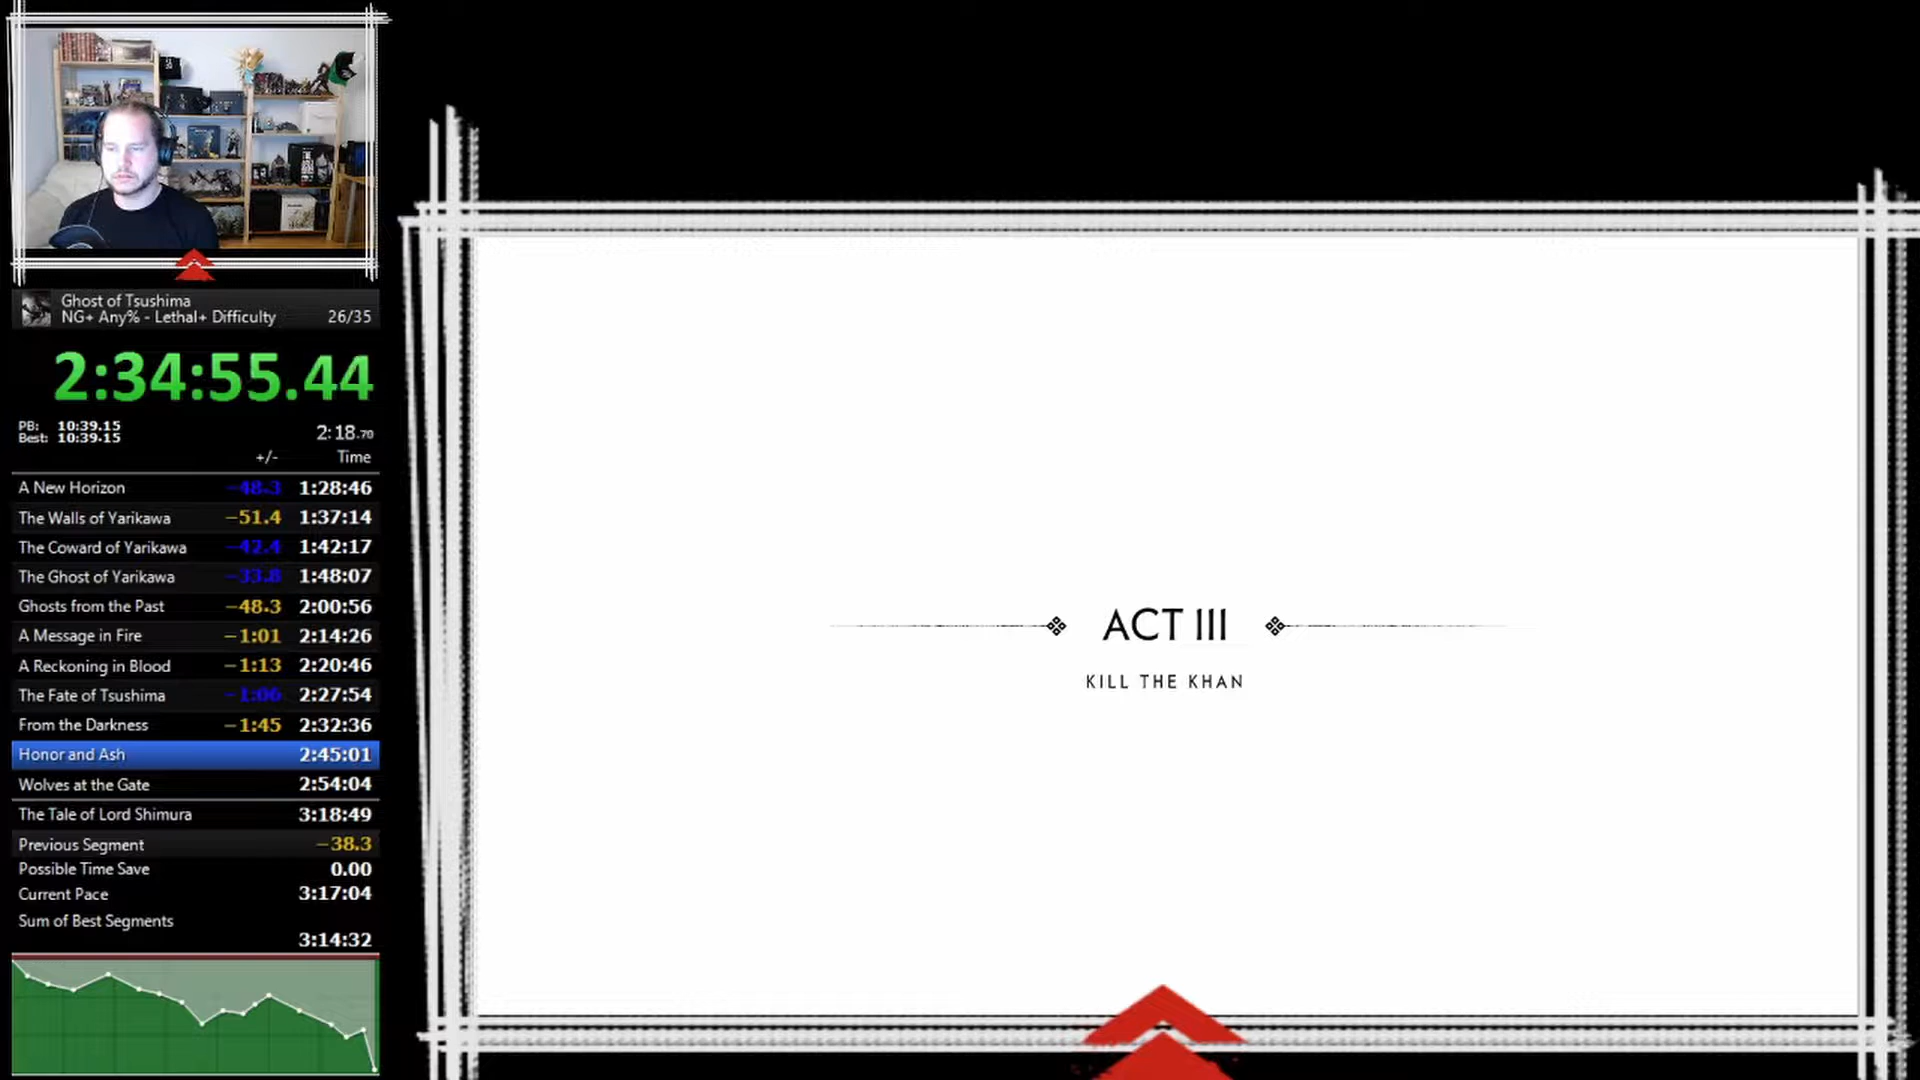 Ghost of Tsushima
NG+ Any% - Lethal+ Difficulty 26/35
2:34:55.44
PB: 10:39.15
Best: 10:39.15 2:18.70
+/- Time
A New Horizon −48.3 1:28:46
The Walls of Yarikawa −51.4 1:37:14
The Coward of Yarikawa −42.4 1:42:17
The Ghost of Yarikawa −33.8 1:48:07
Ghosts from the Past −48.3 2:00:56
A Message in Fire −1:01 2:14:26
A Reckoning in Blood −1:13 2:20:46
The Fate of Tsushima −1:06 2:27:54
From the Darkness −1:45 2:32:36
Honor and Ash 2:45:01
Wolves at the Gate 2:54:04
The Tale of Lord Shimura 3:18:49
Previous Segment −38.3
Possible Time Save 0.00
Current Pace 3:17:04
Sum of Best Segments
3:14:32
ACT III
KILL THE KHAN